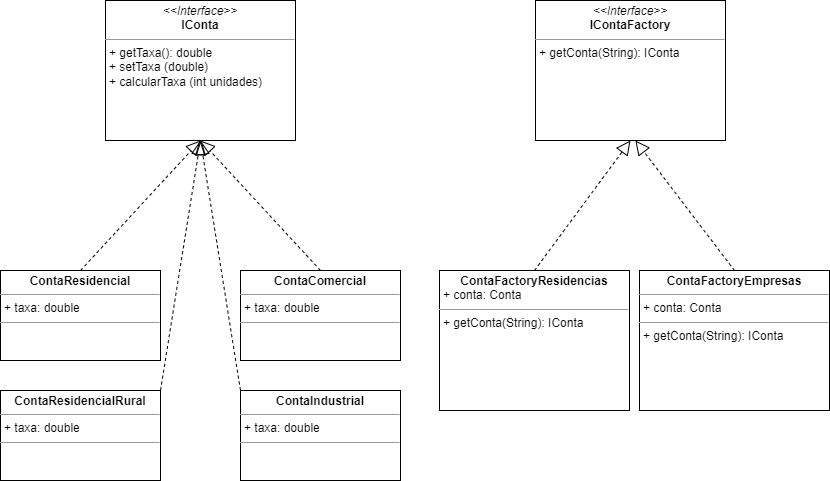 <<Interface>>
IConta
+ getTaxa(): double
+ setTaxa (double)
+ calcularTaxa (int unidades)
<<Interface>>
IContaFactory
+ getConta(String): IConta
ContaResidencial
+ taxa: double
ContaComercial
+ taxa: double
ContaFactoryResidencias
+ conta: Conta
+ getConta(String): IConta
ContaFactoryEmpresas
+ conta: Conta
+ getConta(String): IConta
ContaResidencialRural
+ taxa: double
ContaIndustrial
+ taxa: double